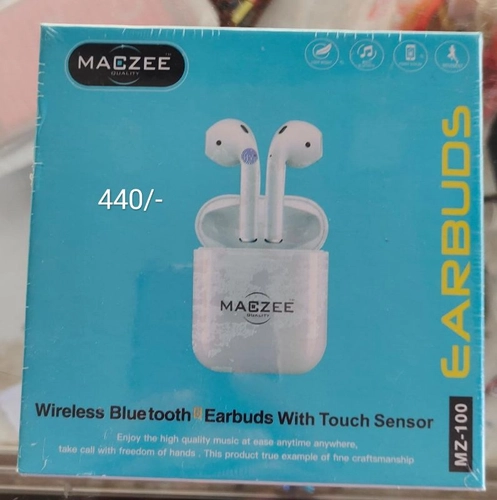 MACZEE
QUALITY
440/-
MACZEE
QUALITY
EARBUDS
Wireless Bluetooth Earbuds With Touch Sensor
MZ-100
Enjoy the high quality music at ease anytime anywhere,
take call with freedom of hands . This product true example of fine craftsmanship